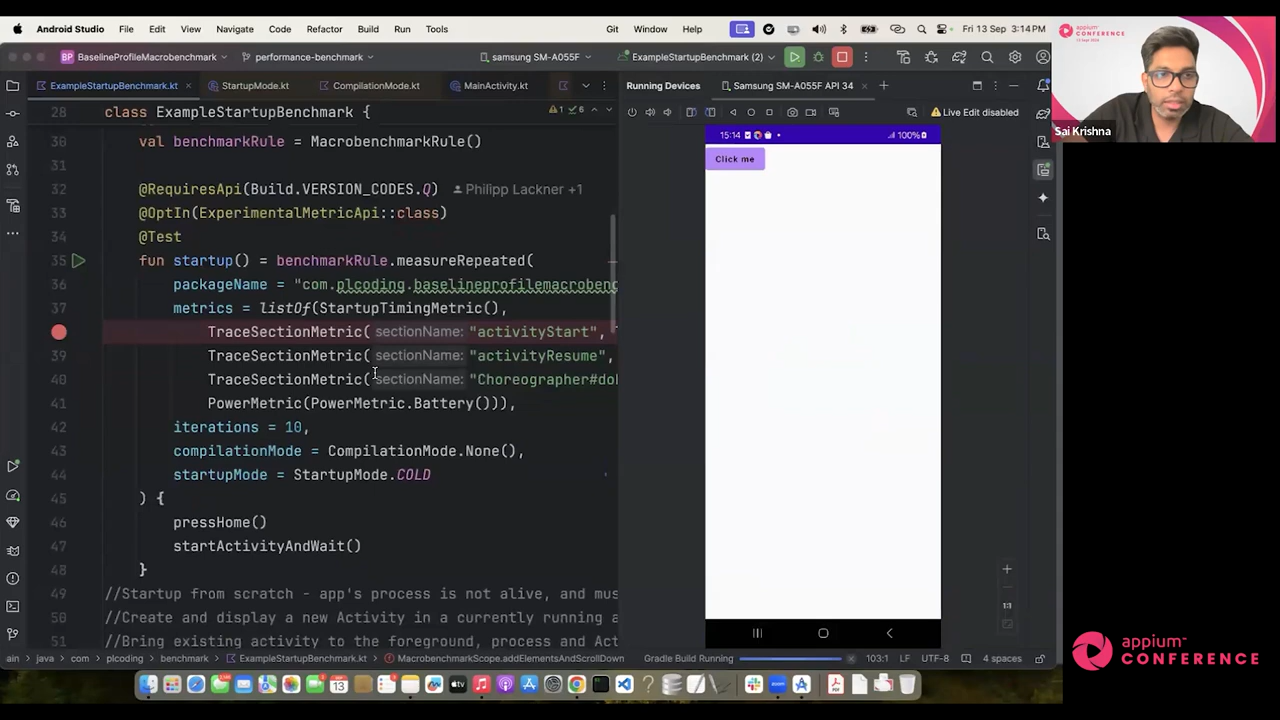 Android Studio File Edit View Navigate Code Refactor Build Run Tools Git Window Help Fri 13 Sep 3:14 PM
BP BaselineProfileMacrobenchmark performance-benchmark samsung SM-A055F ExampleStartupBenchmark (2)
ExampleStartupBenchmark.kt StartupMode.kt CompilationMode.kt MainActivity.kt
Running Devices Samsung SM-A055F API 34
28 class ExampleStartupBenchmark { 1 6
30 val benchmarkRule = MacrobenchmarkRule()
31
32 @RequiresApi(Build.VERSION_CODES.Q) Philipp Lackner +1
33 @OptIn(ExperimentalMetricApi::class)
34 @Test
35 fun startup() = benchmarkRule.measureRepeated(
36 packageName = "com.plcoding.baselineprofilemacrobenc
37 metrics = listOf(StartupTimingMetric(),
TraceSectionMetric( sectionName: "activityStart",
39 TraceSectionMetric( sectionName: "activityResume",
40 TraceSectionMetric( sectionName: "Choreographer#do
41 PowerMetric(PowerMetric.Battery())),
42 iterations = 10,
43 compilationMode = CompilationMode.None(),
44 startupMode = StartupMode.COLD
45 ) {
46 pressHome()
47 startActivityAndWait()
48 }
49 //Startup from scratch - app's process is not alive, and mus
50 //Create and display a new Activity in a currently running a
51 //Bring existing activity to the foreground, process and Act
ain java com plcoding benchmark ExampleStartupBenchmark.kt MacrobenchmarkScope.addElementsAndScrollDown Gradle Build Running 103:1 LF UTF-8 4 spaces
Live Edit disabled
15:14 100%
Click me
1:1
appium
CONFERENCE
Sai Krishna
appium
CONFERENCE